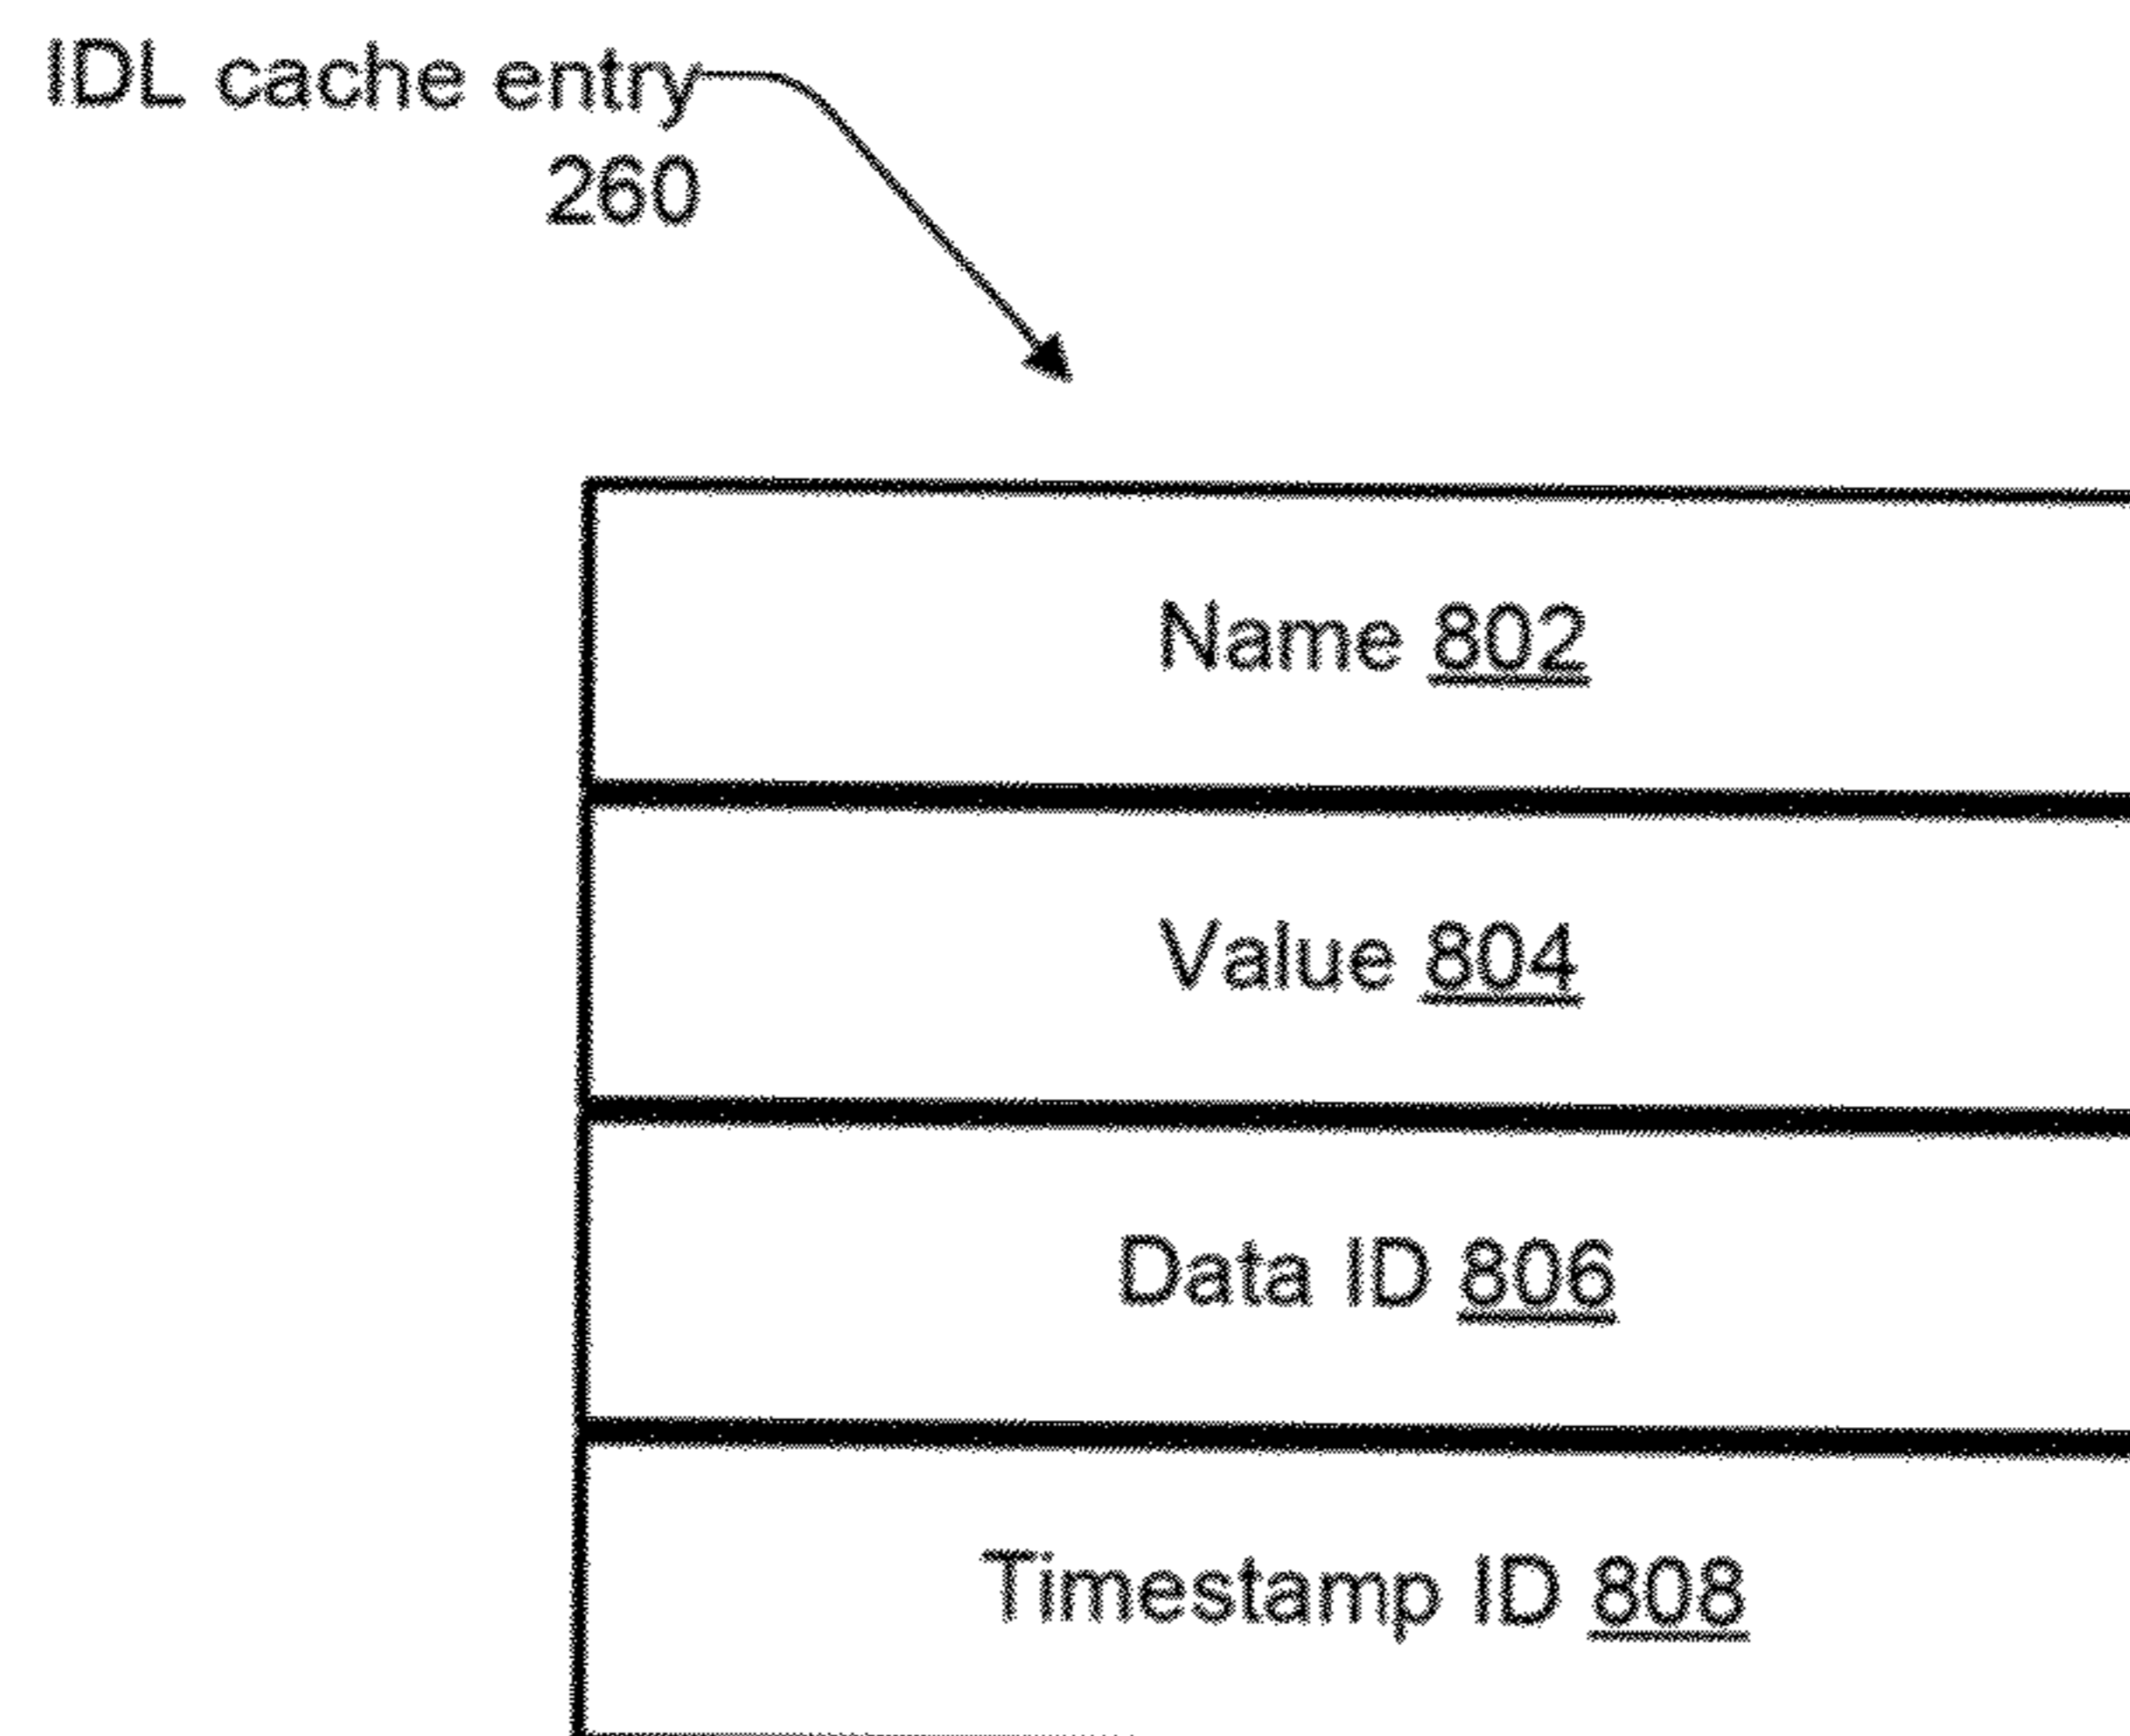 IDL cache entry
260
Name 802
Value 804
Data ID 806
Timestamp ID 808